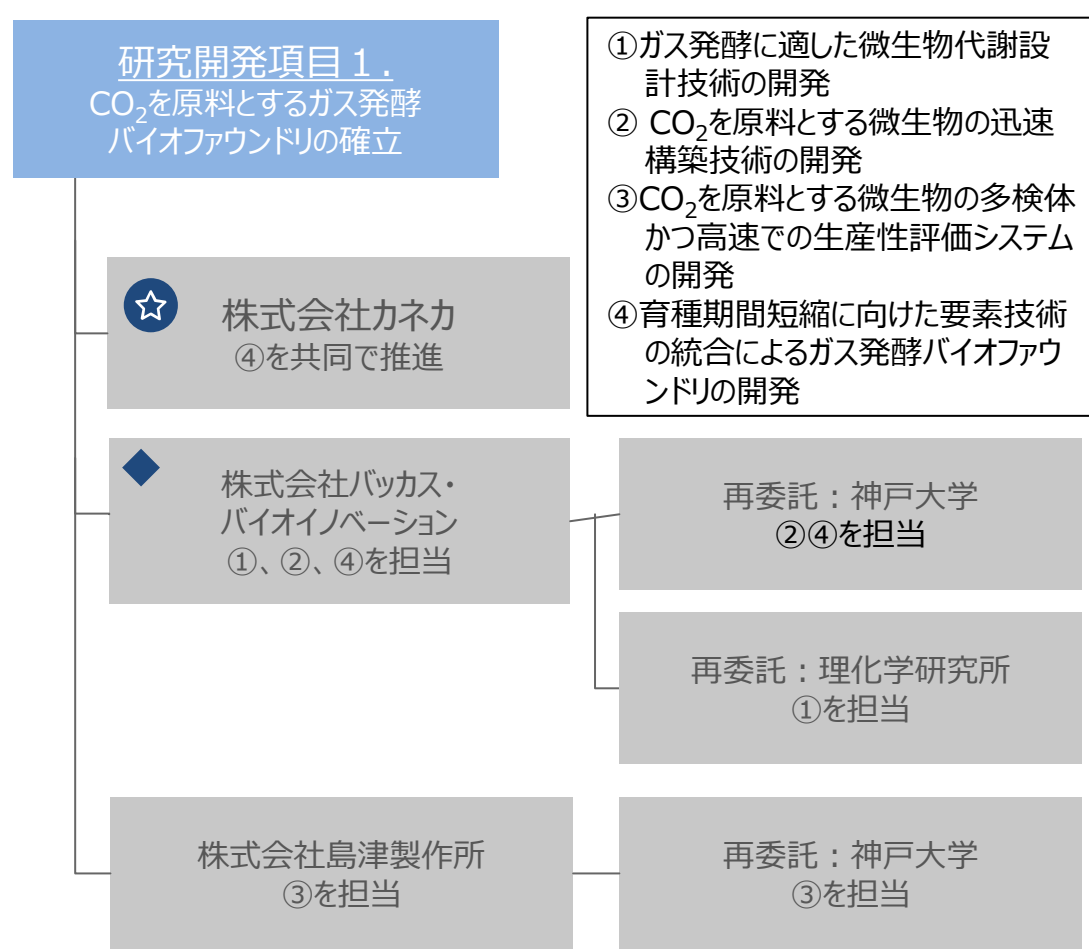 研究開発項目１.
CO2を原料とするガス発酵
バイオファウンドリの確立
①ガス発酵に適した微生物代謝設
計技術の開発
② CO2を原料とする微生物の迅速
構築技術の開発
③CO2を原料とする微生物の多検体
かつ高速での生産性評価システム
の開発
④育種期間短縮に向けた要素技術
の統合によるガス発酵バイオファウ
ンドリの開発
株式会社カネカ
④を共同で推進
株式会社バッカス・
バイオイノベーション
①、②、④を担当
再委託：神戸大学
②④を担当
再委託：理化学研究所
①を担当
株式会社島津製作所
③を担当
再委託：神戸大学
③を担当